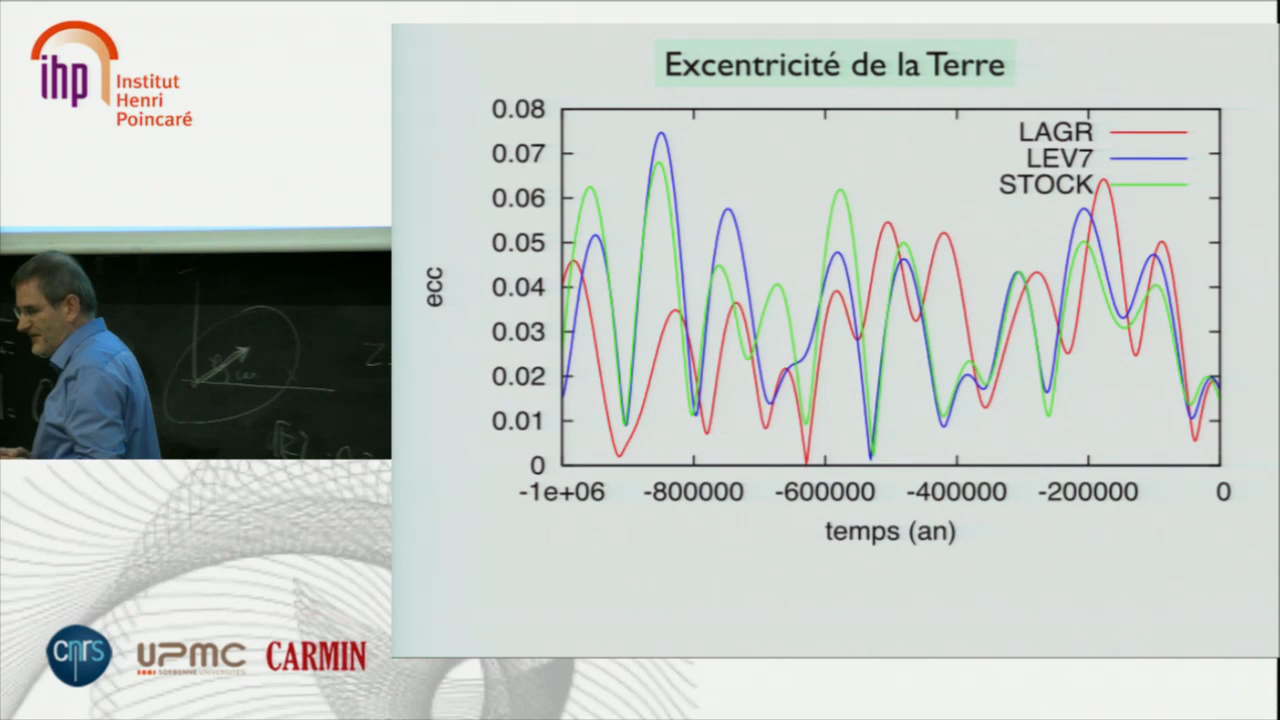 ihp
Institut
Henri
Poincaré
Excentricité de la Terre
0.08
0.07
0.06
0.05
0.04
0.03
0.02
0.01
0
ecc
LAGR
LEV7
STOCK
-1e+06 -800000 -600000 -400000 -200000 0
temps (an)
cnrs
UPMC
SORBONNE UNIVERSITÉS
CARMIN